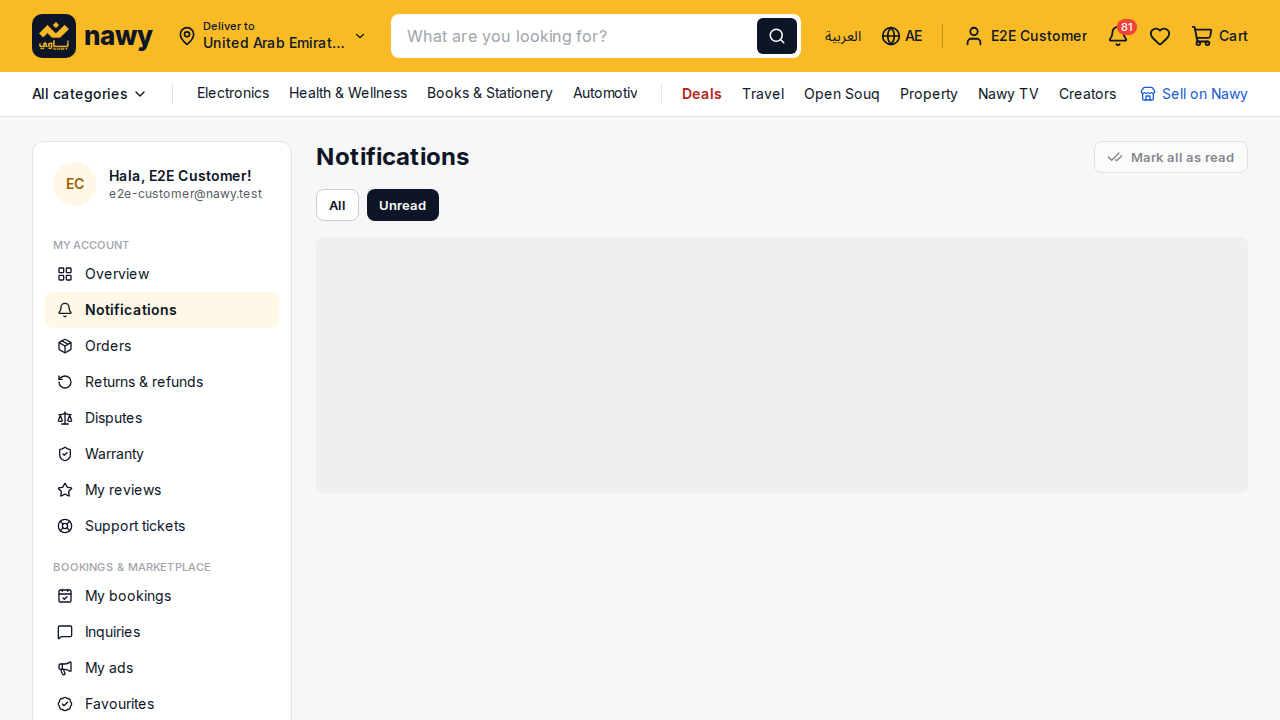 ناوي
NAWY
nawy
Deliver to
United Arab Emirat...
What are you looking for?
العربية
AE
E2E Customer
81
Cart
All categories
Electronics
Health & Wellness
Books & Stationery
Automotiv
Deals
Travel
Open Souq
Property
Nawy TV
Creators
Sell on Nawy
EC
Hala, E2E Customer!
e2e-customer@nawy.test
MY ACCOUNT
Overview
Notifications
Orders
Returns & refunds
Disputes
Warranty
My reviews
Support tickets
BOOKINGS & MARKETPLACE
My bookings
Inquiries
My ads
Favourites
Notifications
Mark all as read
All
Unread